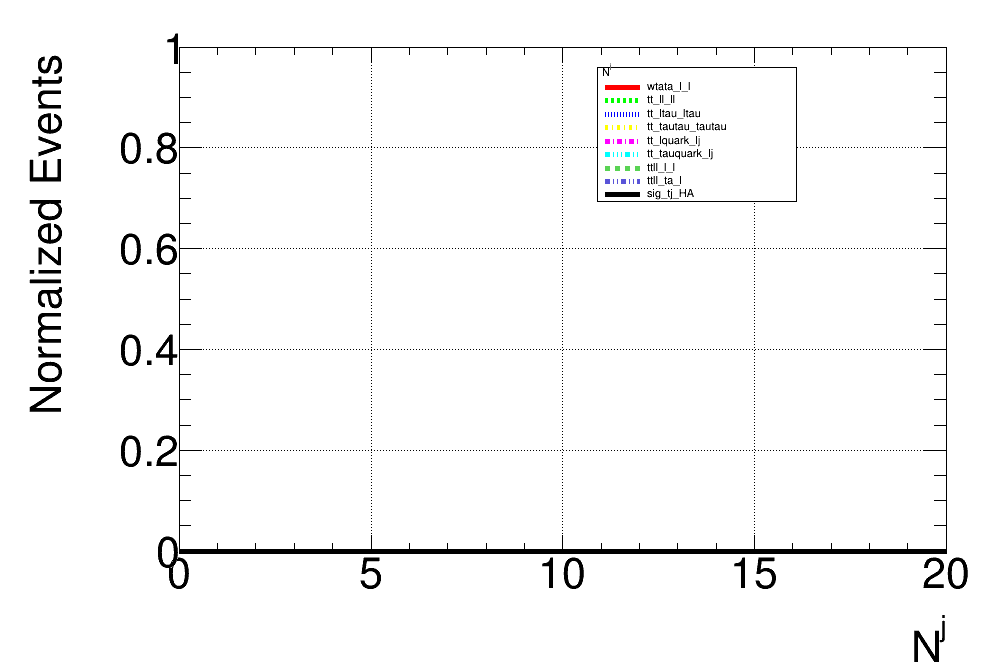 Normalized Events
1
0.8
0.6
0.4
0.2
0
0 5 10 15 20
N^j
N^j
wtata_l_l
tt_ll_ll
tt_ltau_ltau
tt_tautau_tautau
tt_lquark_lj
tt_tauquark_lj
ttll_l_l
ttll_ta_l
sig_tj_HA